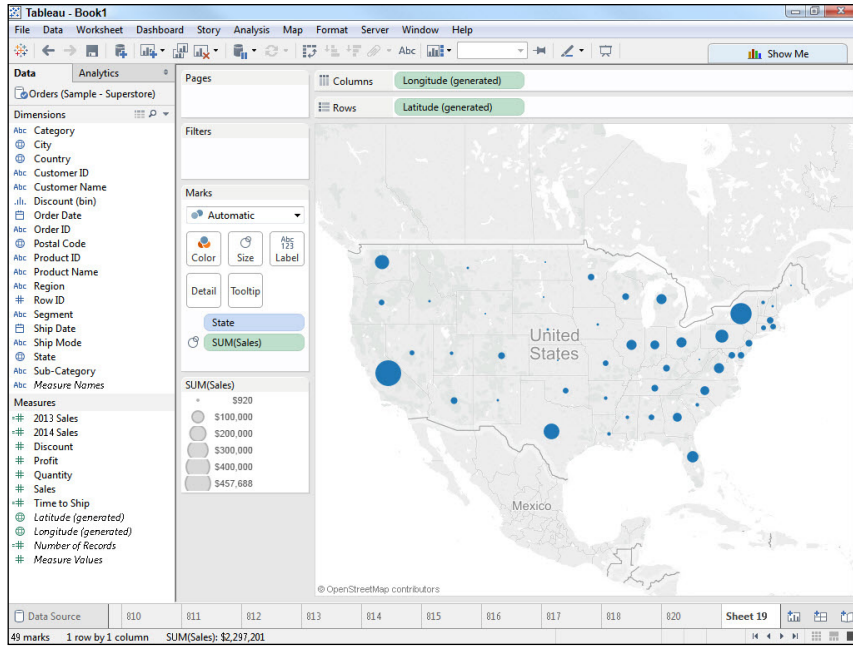 Tableau - Book1
File Data Worksheet Dashboard Story Analysis Map Format Server Window Help
Abc
Show Me
Data Analytics
Orders (Sample - Superstore)
Dimensions
Abc Category
City
Country
Abc Customer ID
Abc Customer Name
Discount (bin)
Order Date
Abc Order ID
Postal Code
Abc Product ID
Abc Product Name
Abc Region
# Row ID
Abc Segment
Ship Date
Abc Ship Mode
State
Abc Sub-Category
Abc Measure Names
Measures
=# 2013 Sales
=# 2014 Sales
# Discount
# Profit
# Quantity
# Sales
=# Time to Ship
Latitude (generated)
Longitude (generated)
=# Number of Records
# Measure Values
Pages
Filters
Marks
Automatic
Abc
123
Color Size Label
Detail Tooltip
State
SUM(Sales)
SUM(Sales)
$920
$100,000
$200,000
$300,000
$400,000
$457,688
Columns Longitude (generated)
Rows Latitude (generated)
United
States
Mexico
© OpenStreetMap contributors
Data Source 810 811 812 813 814 815 816 817 818 820 Sheet 19
49 marks 1 row by 1 column SUM(Sales): $2,297,201